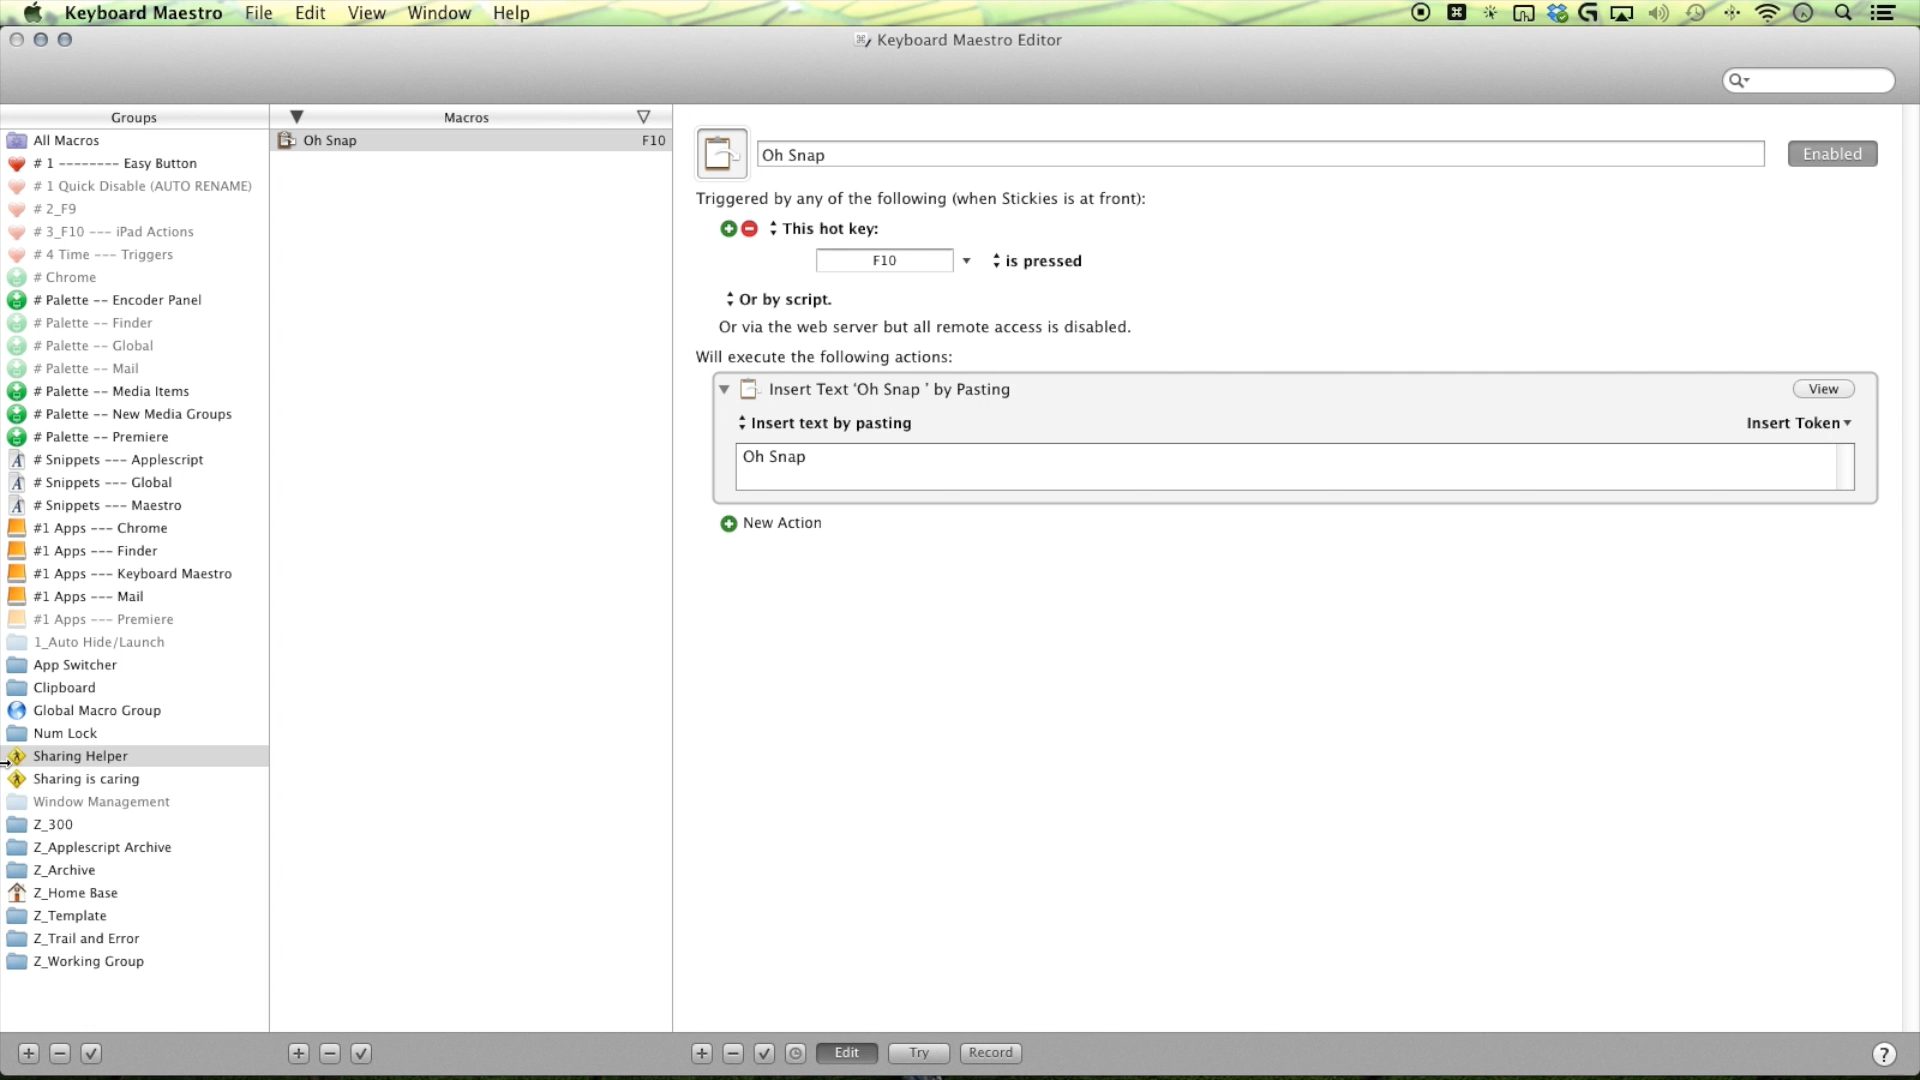 Keyboard Maestro File Edit View Window Help
Keyboard Maestro Editor
Groups
All Macros
# 1 -------- Easy Button
# 1 Quick Disable (AUTO RENAME)
# 2_F9
# 3_F10 --- iPad Actions
# 4 Time --- Triggers
# Chrome
# Palette -- Encoder Panel
# Palette -- Finder
# Palette -- Global
# Palette -- Mail
# Palette -- Media Items
# Palette -- New Media Groups
# Palette -- Premiere
# Snippets --- Applescript
# Snippets --- Global
# Snippets --- Maestro
#1 Apps --- Chrome
#1 Apps --- Finder
#1 Apps --- Keyboard Maestro
#1 Apps --- Mail
#1 Apps --- Premiere
1_Auto Hide/Launch
App Switcher
Clipboard
Global Macro Group
Num Lock
Sharing Helper
Sharing is caring
Window Management
Z_300
Z_Applescript Archive
Z_Archive
Z_Home Base
Z_Template
Z_Trail and Error
Z_Working Group
Macros
Oh Snap F10
Oh Snap Enabled
Triggered by any of the following (when Stickies is at front):
This hot key:
F10 is pressed
Or by script.
Or via the web server but all remote access is disabled.
Will execute the following actions:
Insert Text 'Oh Snap ' by Pasting View
Insert text by pasting Insert Token
Oh Snap
New Action
Edit Try Record ?